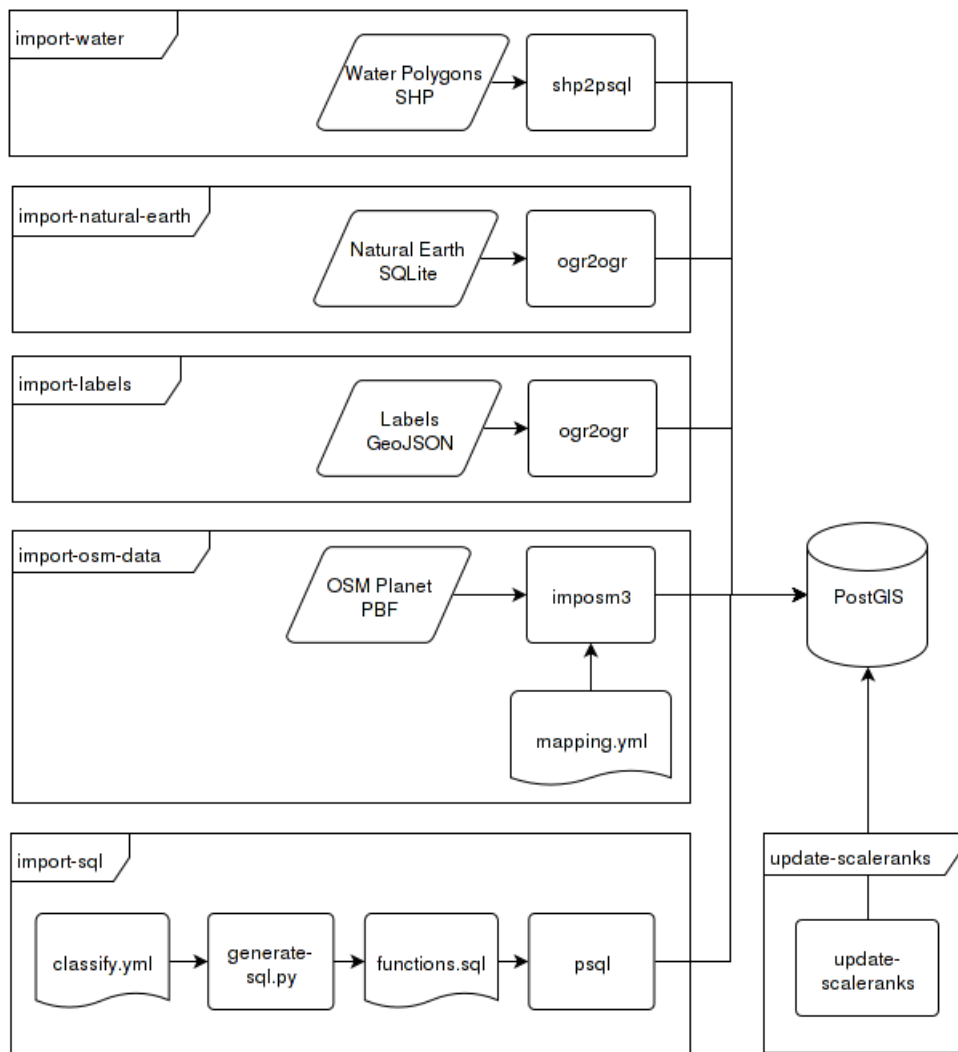 import-water
Water Polygons
SHP
shp2psql
import-natural-earth
Natural Earth
SQLite
ogr2ogr
import-labels
Labels
GeoJSON
ogr2ogr
import-osm-data
OSM Planet
PBF
imposm3
PostGIS
mapping.yml
import-sql
classify.yml
generate-
sql.py
functions.sql
psql
update-scaleranks
update-
scaleranks